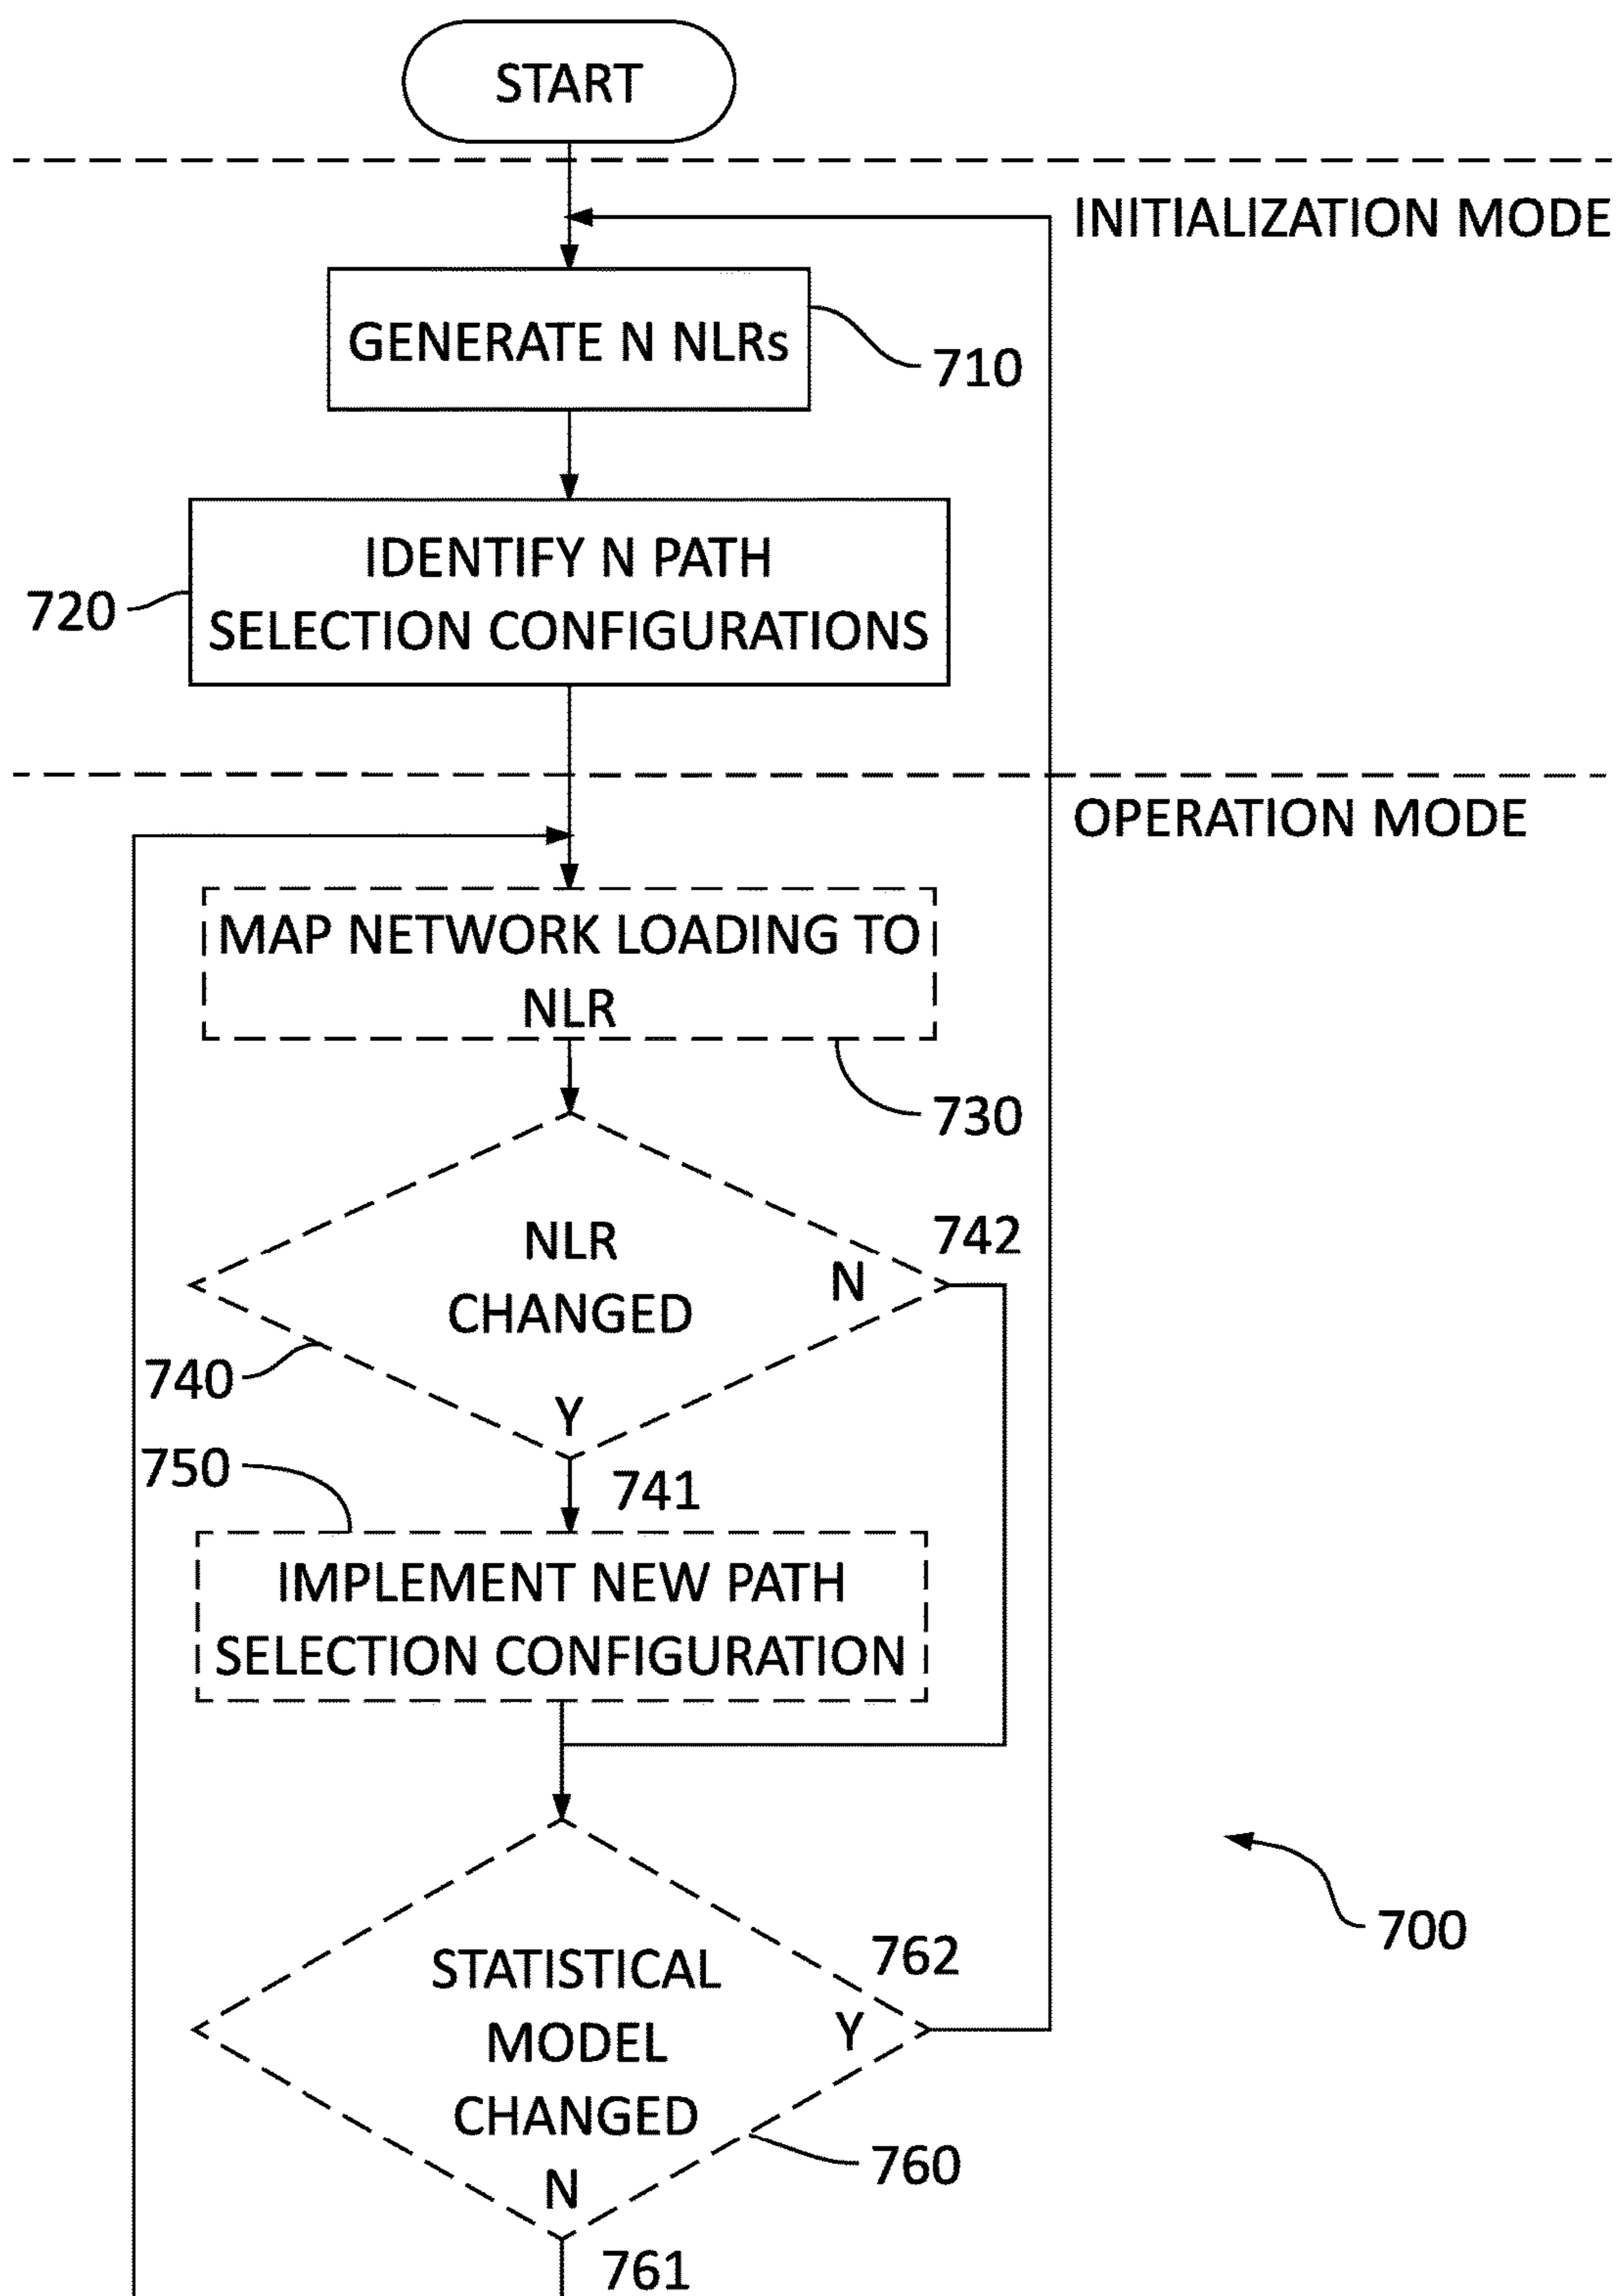 START
INITIALIZATION MODE
GENERATE N NLRs
710
IDENTIFY N PATH
SELECTION CONFIGURATIONS
720
OPERATION MODE
MAP NETWORK LOADING TO
NLR
730
NLR
CHANGED
N
742
740
Y
741
750
IMPLEMENT NEW PATH
SELECTION CONFIGURATION
700
762
STATISTICAL
MODEL
CHANGED
Y
760
N
761